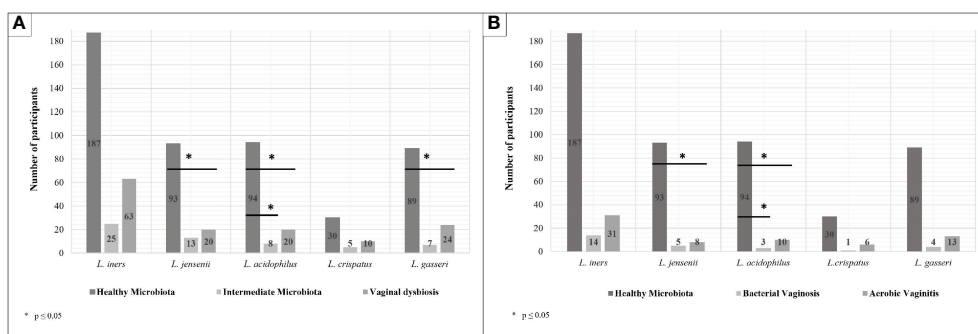 A
Number of participants
180
160
140
120
100
80
60
40
20
0
187
25
63
93
13
20
*
94
8
20
*
*
30
5
10
89
7
24
*
L. iners
L. jensenii
L. acidophilus
L. crispatus
L. gasseri
Healthy Microbiota
Intermediate Microbiota
Vaginal dysbiosis
* p ≤ 0.05
B
Number of participants
180
160
140
120
100
80
60
40
20
0
187
14
31
93
5
8
*
94
3
10
*
*
30
1
6
89
4
13
L. iners
L. jensenii
L. acidophilus
L.crispatus
L. gasseri
Healthy Microbiota
Bacterial Vaginosis
Aerobic Vaginitis
* p ≤ 0.05